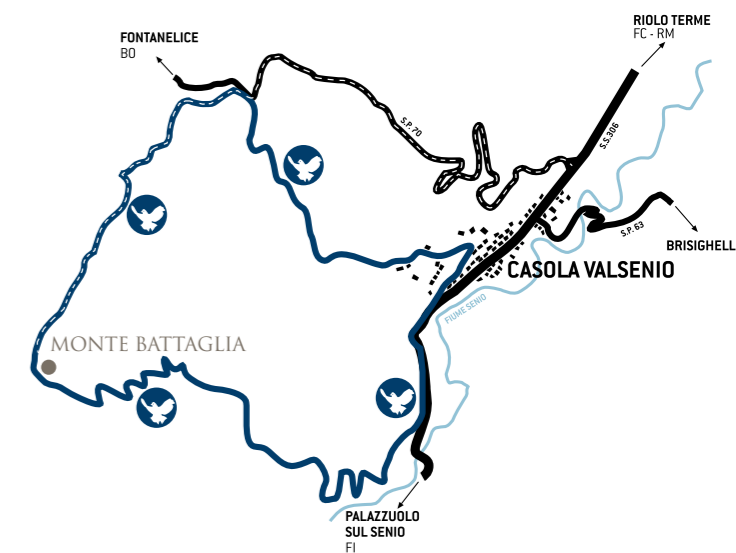 RIOLO TERME
FC - RM
FONTANELICE
BO
S.P. 70
S.S.306
S.P. 63
BRISIGHELL
CASOLA VALSENIO
FIUME SENIO
MONTE BATTAGLIA
PALAZZUOLO
SUL SENIO
FI